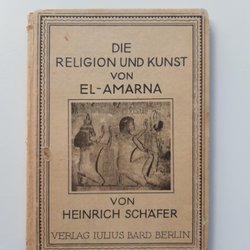 DIE
RELIGION UND KUNST
VON
EL-AMARNA
VON
HEINRICH SCHÄFER
VERLAG JULIUS BARD BERLIN